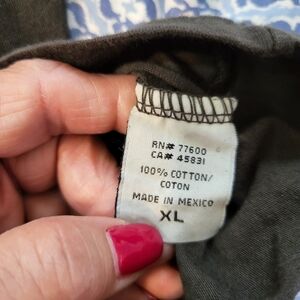 RN# 77600
CA# 45831
100% COTTON/
COTON
MADE IN MEXICO
XL